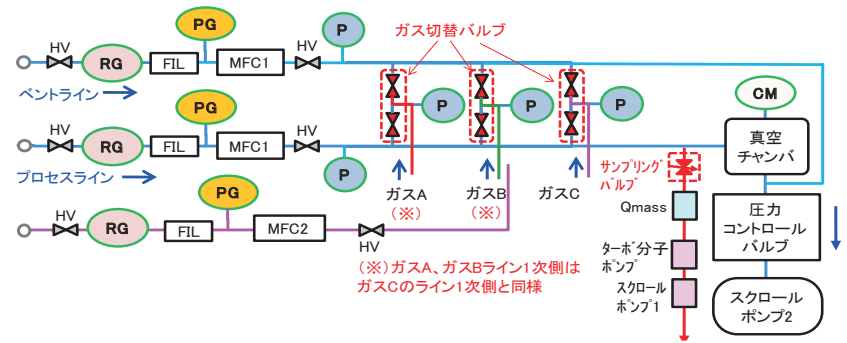 ガス切替バルブ
HV
RG
FIL
PG
MFC1
HV
P
ベントライン
P
P
P
CM
HV
RG
FIL
PG
MFC1
HV
P
真空
チャンバ
プロセスライン
ガスA
(※)
ガスB
(※)
ガスC
サンプリング
バルブ
HV
RG
FIL
PG
MFC2
HV
Qmass
圧力
コントロール
バルブ
ターボ分子
ポンプ
スクロール
ポンプ1
スクロール
ポンプ2
(※)ガスA、ガスBライン1次側は
ガスCのライン1次側と同様